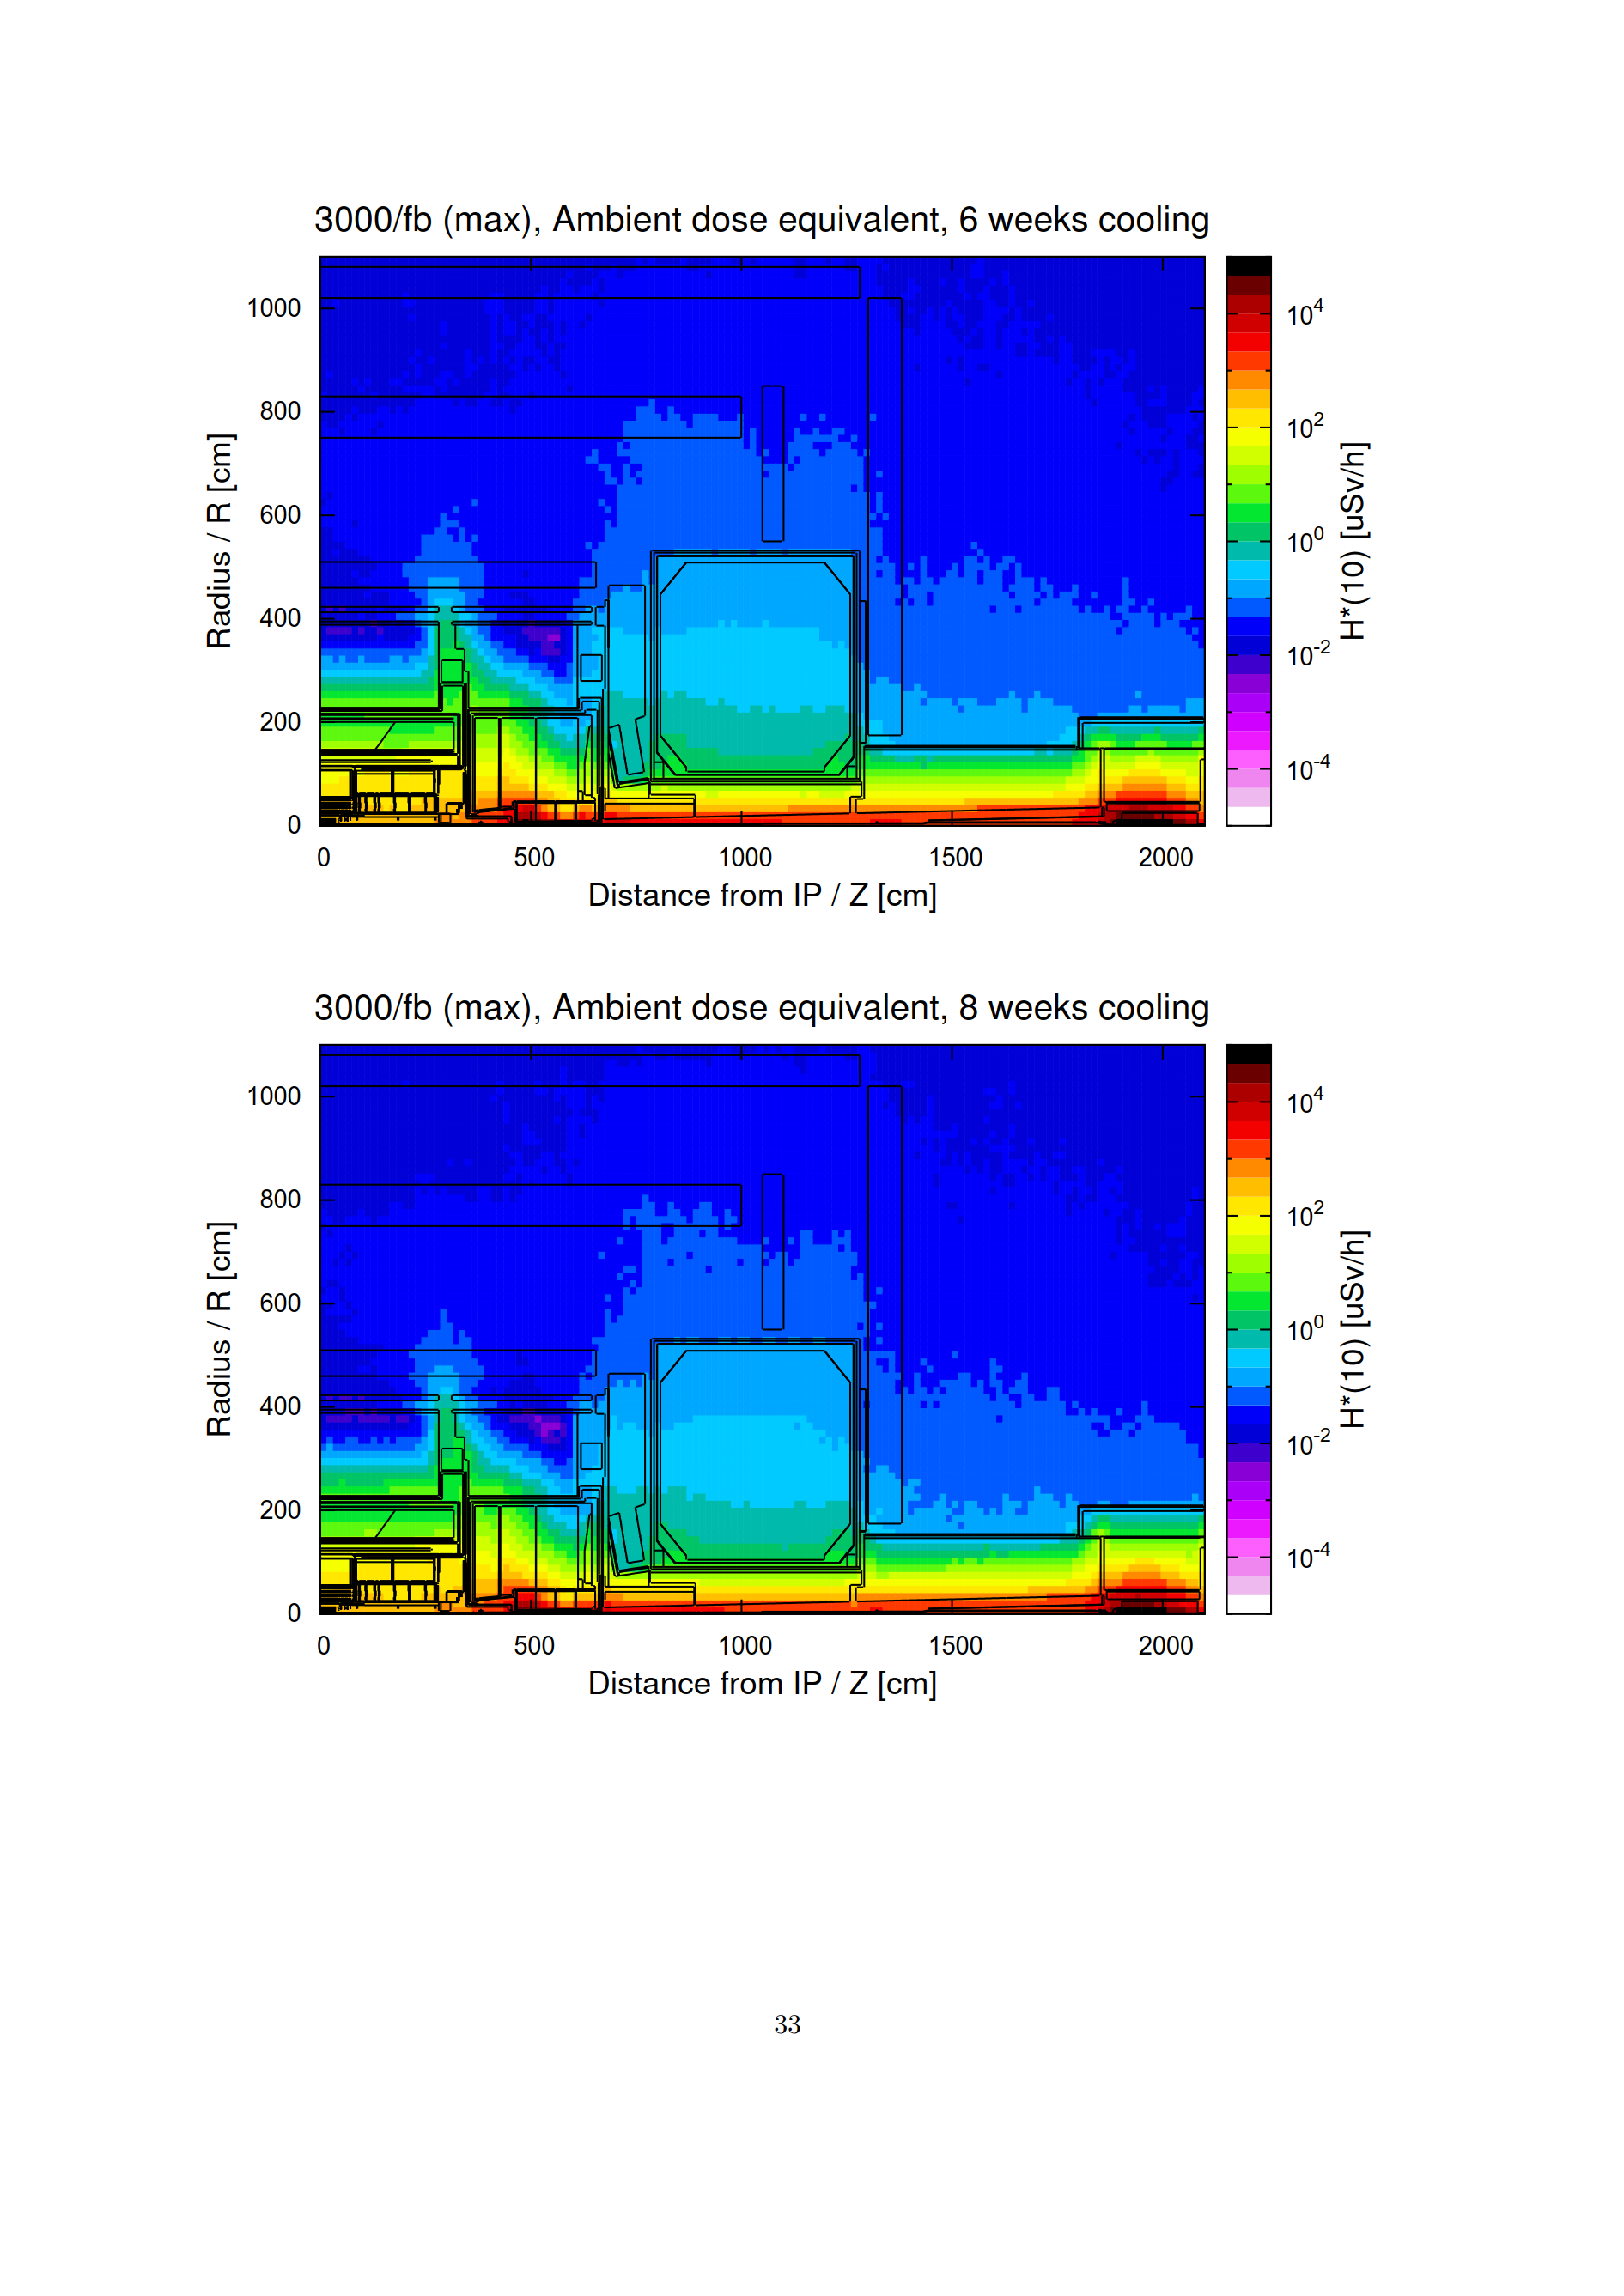 3000/fb (max), Ambient dose equivalent, 6 weeks cooling
1000
800
600
400
200
0
Radius / R [cm]
0 500 1000 1500 2000
Distance from IP / Z [cm]
10^4
10^2
10^0
10^-2
10^-4
H*(10) [uSv/h]
3000/fb (max), Ambient dose equivalent, 8 weeks cooling
1000
800
600
400
200
0
Radius / R [cm]
0 500 1000 1500 2000
Distance from IP / Z [cm]
10^4
10^2
10^0
10^-2
10^-4
H*(10) [uSv/h]
33